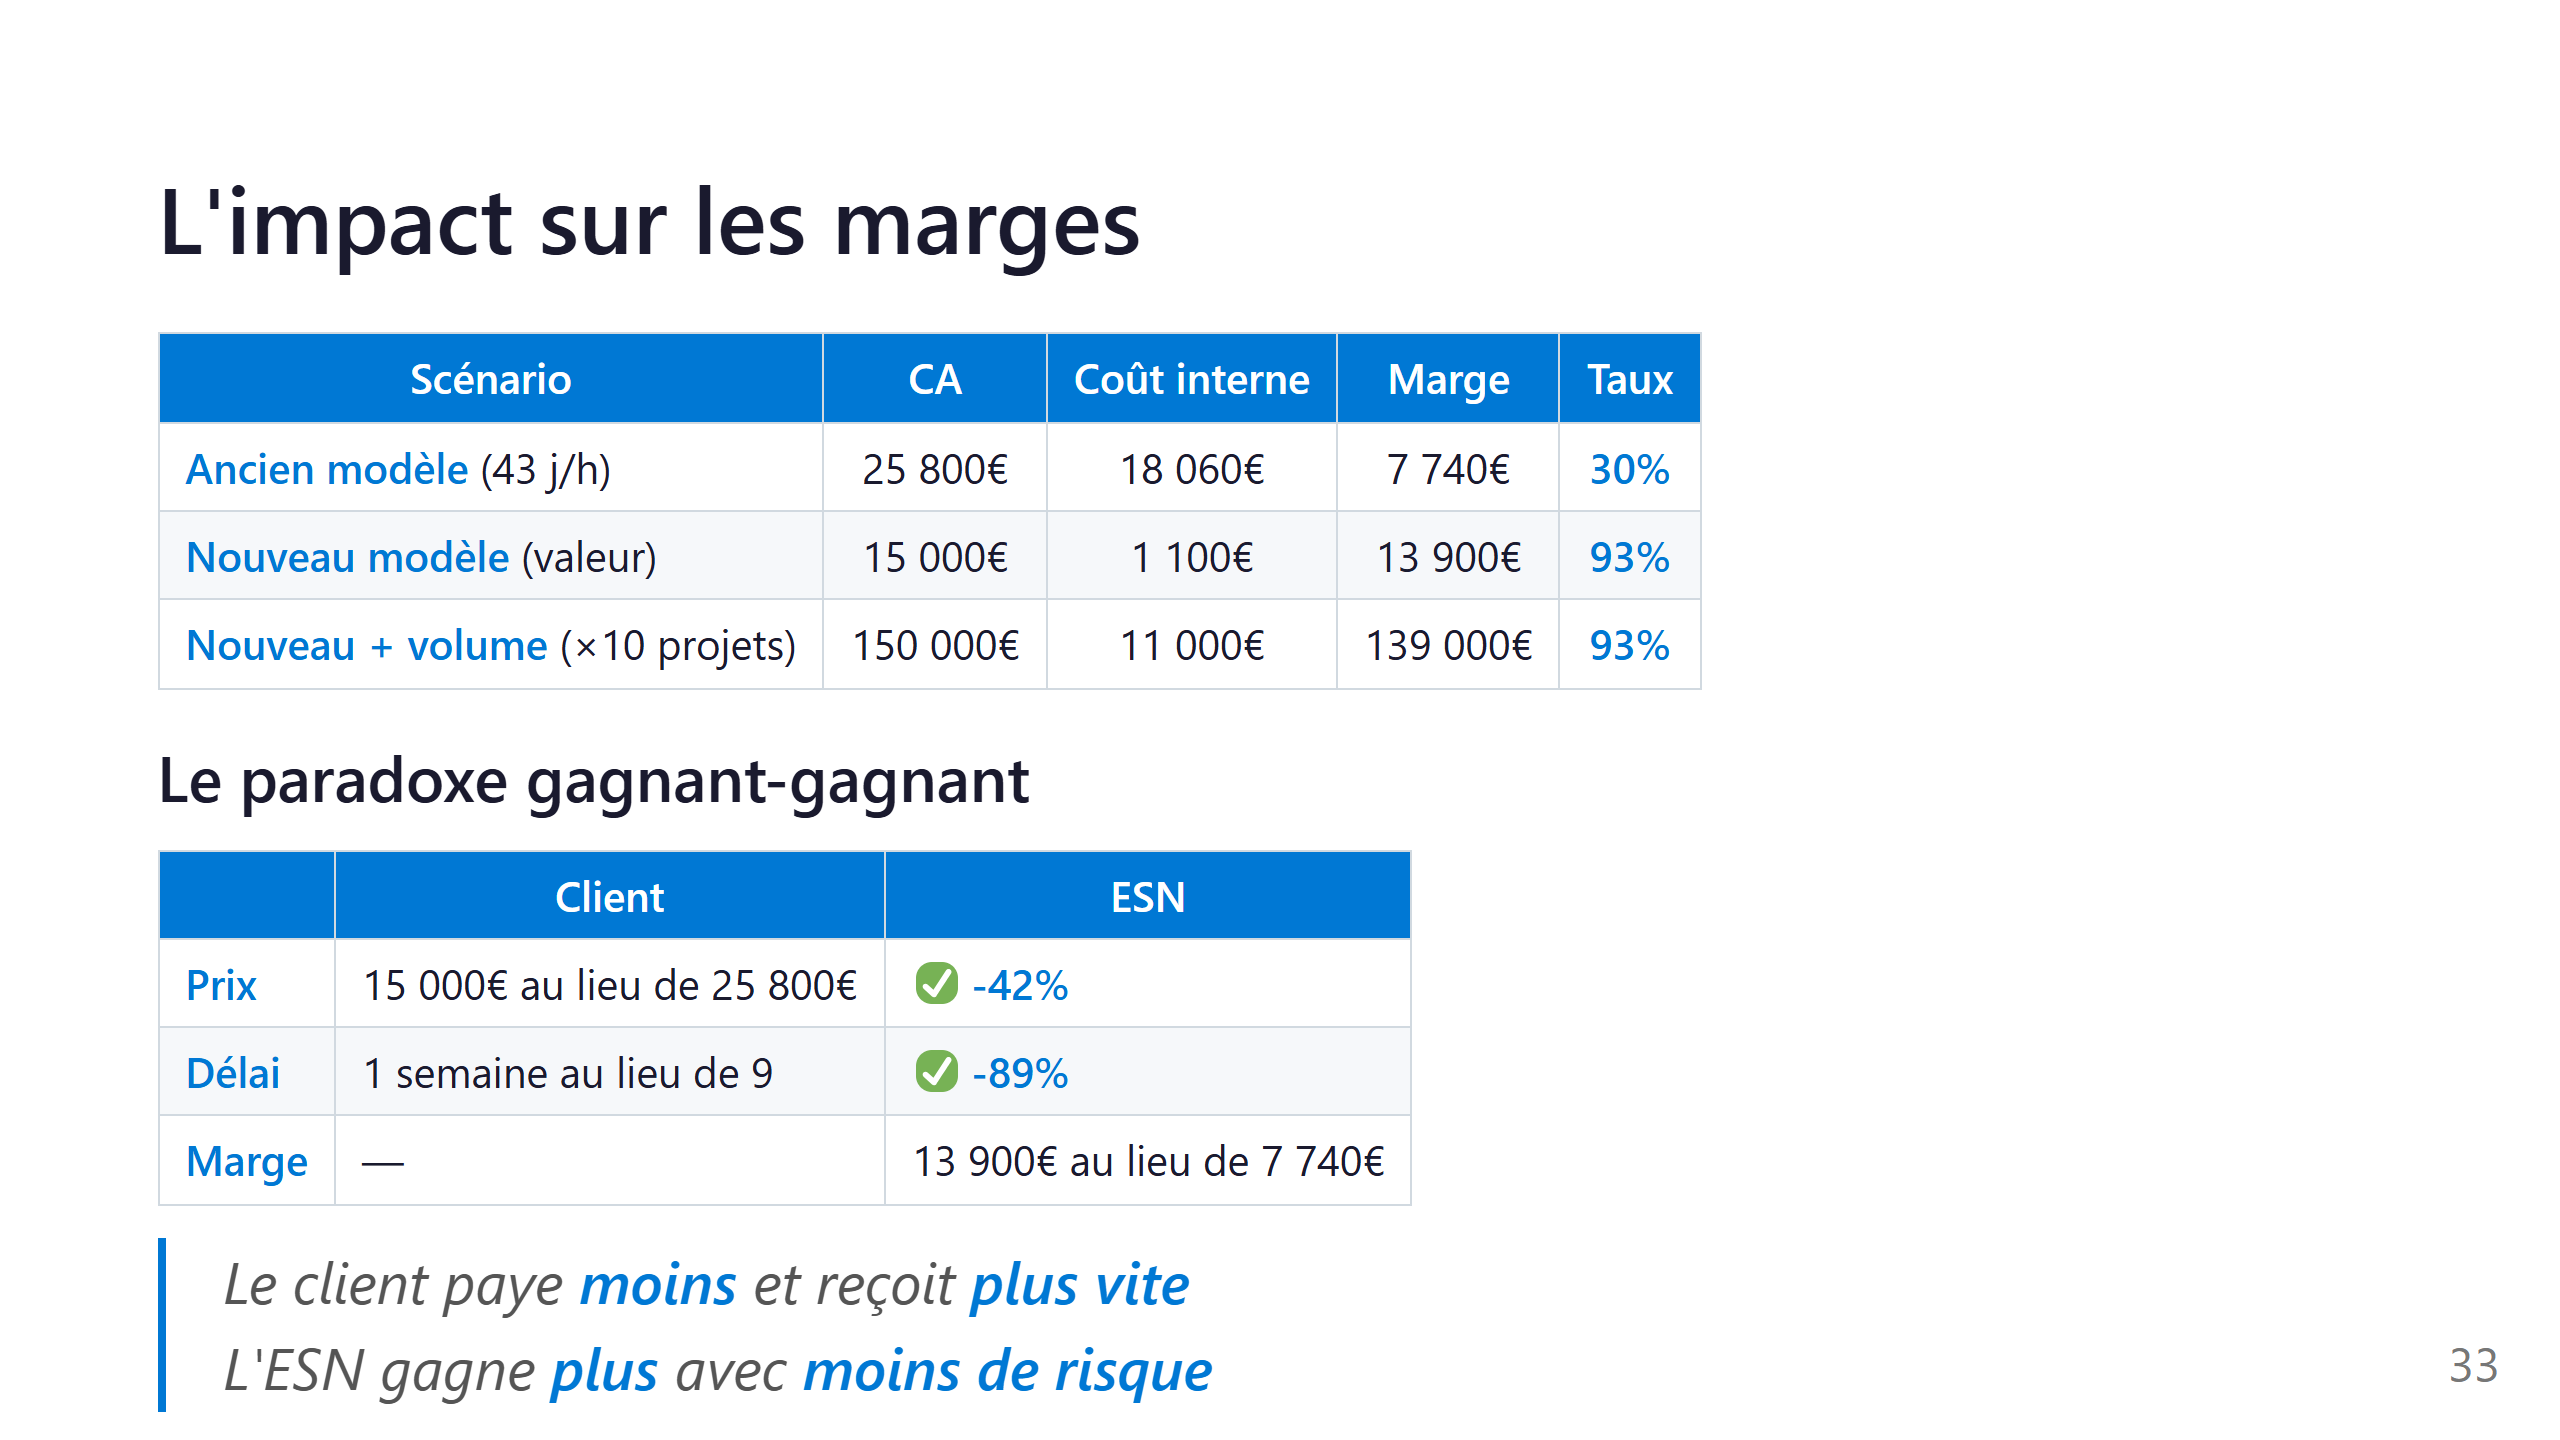 L'impact sur les marges
Scénario CA Coût interne Marge Taux
Ancien modèle (43 j/h) 25 800€ 18 060€ 7 740€ 30%
Nouveau modèle (valeur) 15 000€ 1 100€ 13 900€ 93%
Nouveau + volume (×10 projets) 150 000€ 11 000€ 139 000€ 93%
Le paradoxe gagnant-gagnant
Client ESN
Prix 15 000€ au lieu de 25 800€ ✅ -42%
Délai 1 semaine au lieu de 9 ✅ -89%
Marge — 13 900€ au lieu de 7 740€
Le client paye moins et reçoit plus vite
L'ESN gagne plus avec moins de risque
33